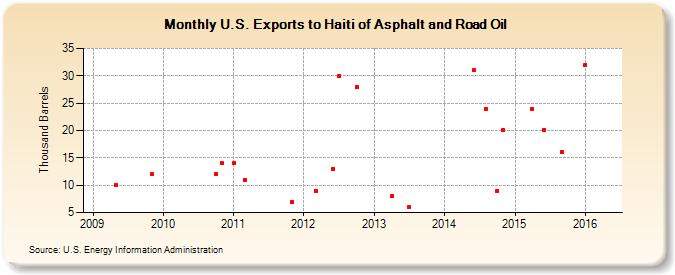 Monthly U.S. Exports to Haiti of Asphalt and Road Oil
Thousand Barrels
35
30
25
20
15
10
5
2009 2010 2011 2012 2013 2014 2015 2016
Source: U.S. Energy Information Administration